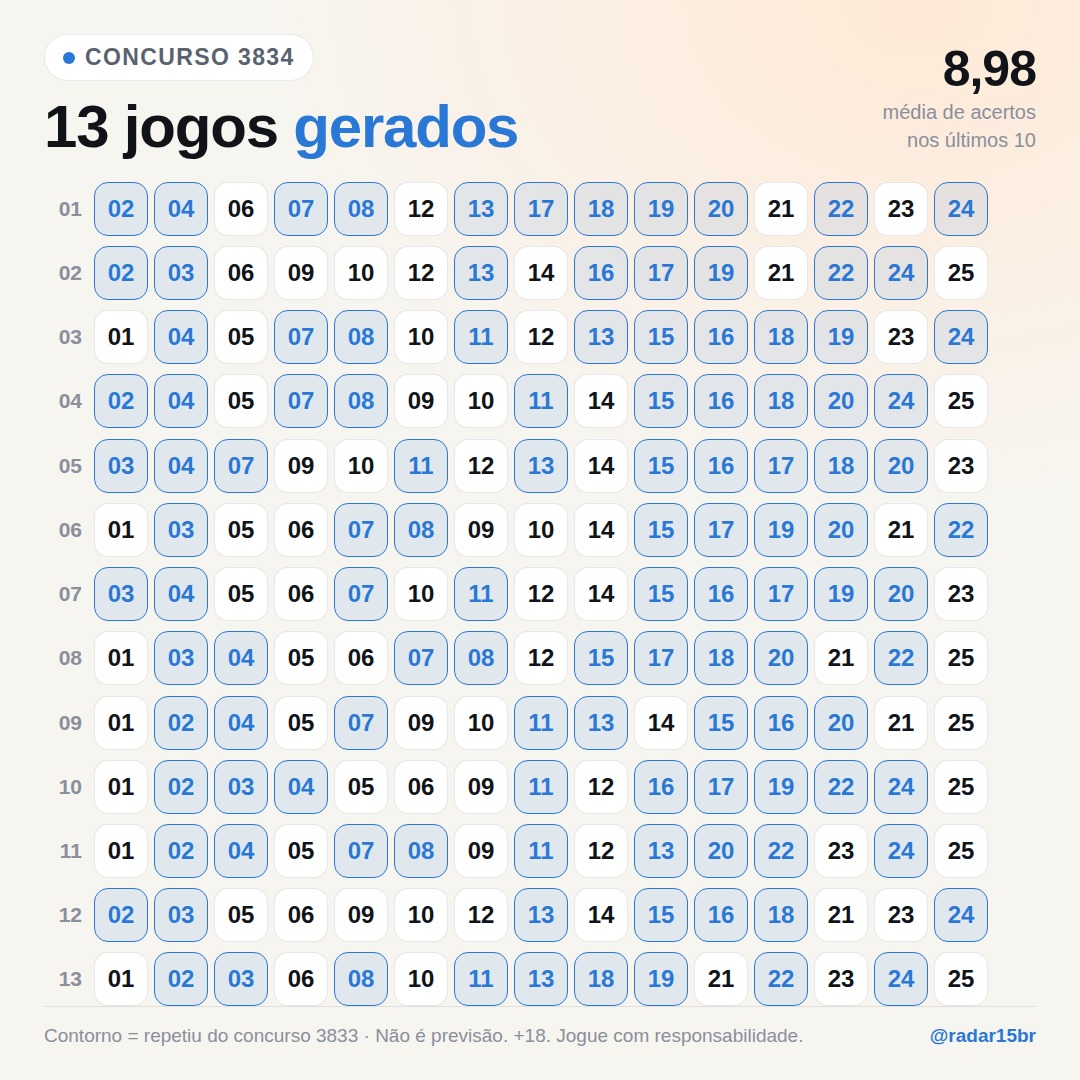 CONCURSO 3834
13 jogos gerados
8,98
média de acertos
nos últimos 10
01 02 04 06 07 08 12 13 17 18 19 20 21 22 23 24
02 02 03 06 09 10 12 13 14 16 17 19 21 22 24 25
03 01 04 05 07 08 10 11 12 13 15 16 18 19 23 24
04 02 04 05 07 08 09 10 11 14 15 16 18 20 24 25
05 03 04 07 09 10 11 12 13 14 15 16 17 18 20 23
06 01 03 05 06 07 08 09 10 14 15 17 19 20 21 22
07 03 04 05 06 07 10 11 12 14 15 16 17 19 20 23
08 01 03 04 05 06 07 08 12 15 17 18 20 21 22 25
09 01 02 04 05 07 09 10 11 13 14 15 16 20 21 25
10 01 02 03 04 05 06 09 11 12 16 17 19 22 24 25
11 01 02 04 05 07 08 09 11 12 13 20 22 23 24 25
12 02 03 05 06 09 10 12 13 14 15 16 18 21 23 24
13 01 02 03 06 08 10 11 13 18 19 21 22 23 24 25
Contorno = repetiu do concurso 3833 · Não é previsão. +18. Jogue com responsabilidade.
@radar15br